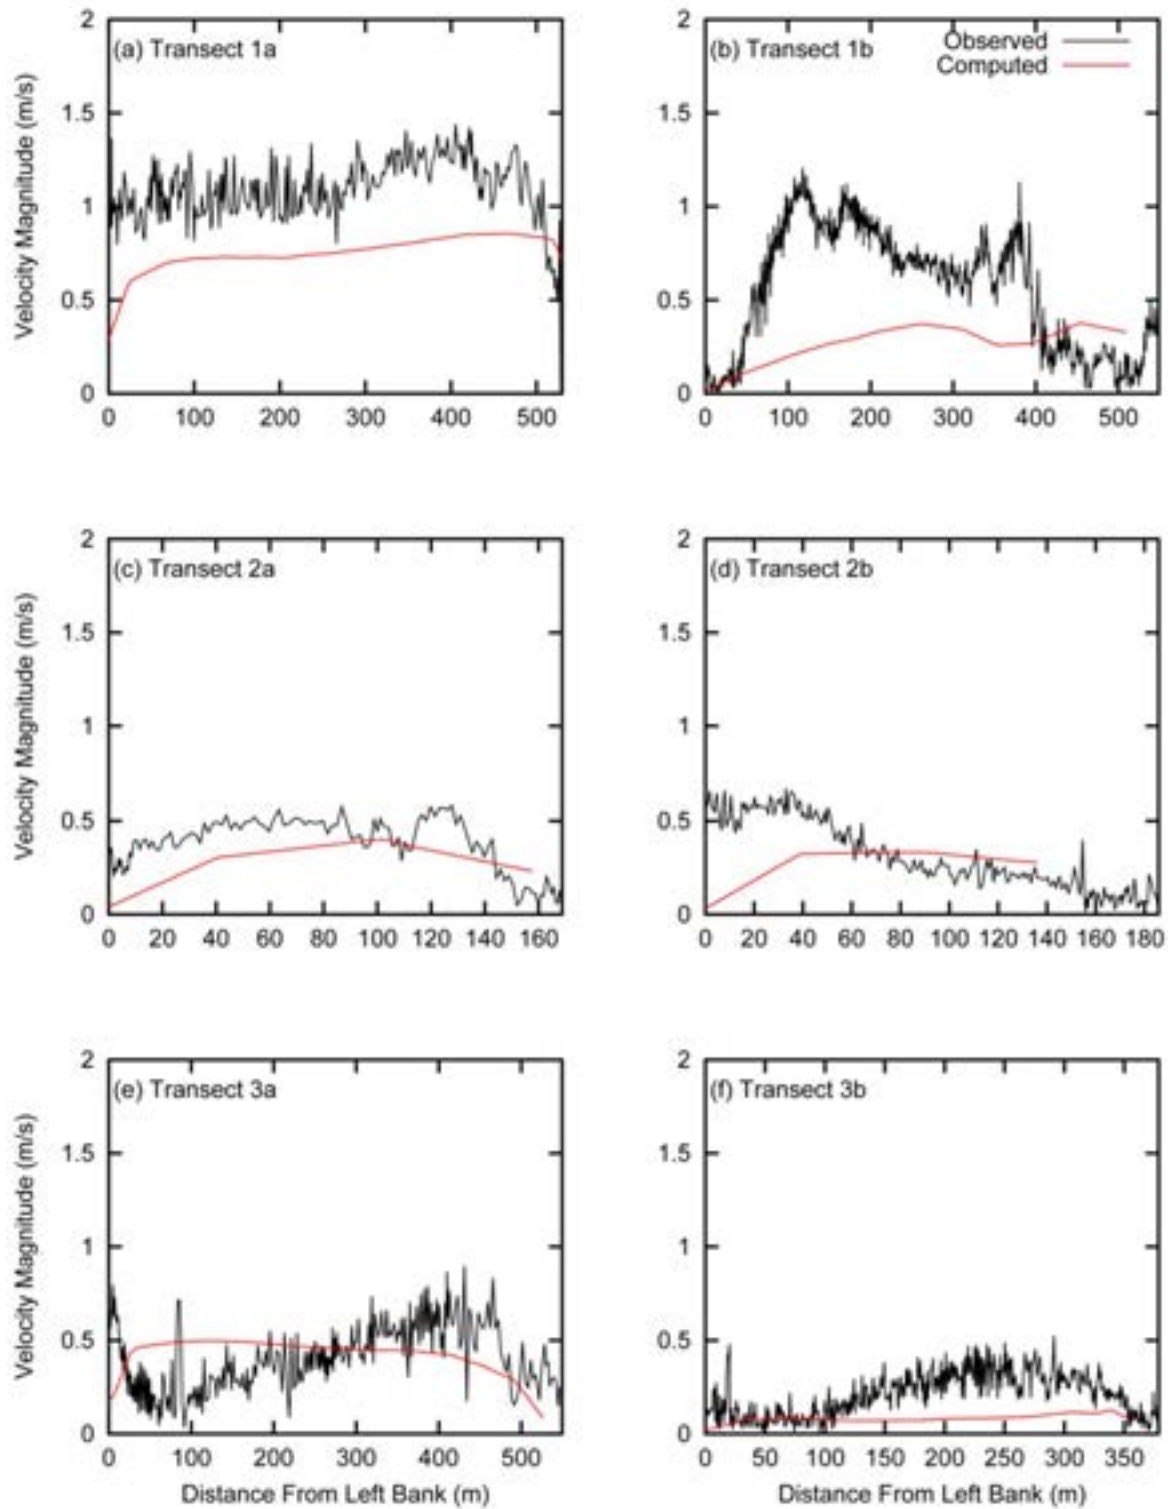 (a) Transect 1a
Velocity Magnitude (m/s)
2
1.5
1
0.5
0
0 100 200 300 400 500
(b) Transect 1b
Observed
Computed
2
1.5
1
0.5
0
0 100 200 300 400 500
(c) Transect 2a
Velocity Magnitude (m/s)
2
1.5
1
0.5
0
0 20 40 60 80 100 120 140 160
(d) Transect 2b
2
1.5
1
0.5
0
0 20 40 60 80 100 120 140 160 180
(e) Transect 3a
Velocity Magnitude (m/s)
2
1.5
1
0.5
0
0 100 200 300 400 500
Distance From Left Bank (m)
(f) Transect 3b
2
1.5
1
0.5
0
0 50 100 150 200 250 300 350
Distance From Left Bank (m)